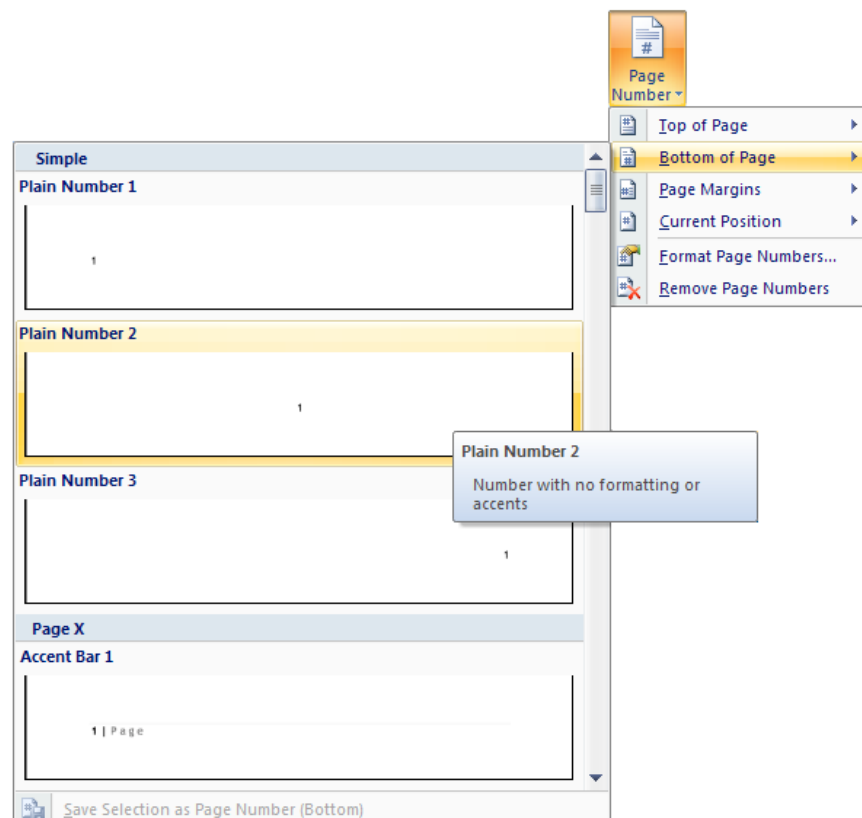 #
Page
Number
Top of Page
Bottom of Page
Page Margins
Current Position
Format Page Numbers...
Remove Page Numbers
Simple
Plain Number 1
1
Plain Number 2
1
Plain Number 2
Number with no formatting or
accents
Plain Number 3
1
Page X
Accent Bar 1
1 | Page
Save Selection as Page Number (Bottom)